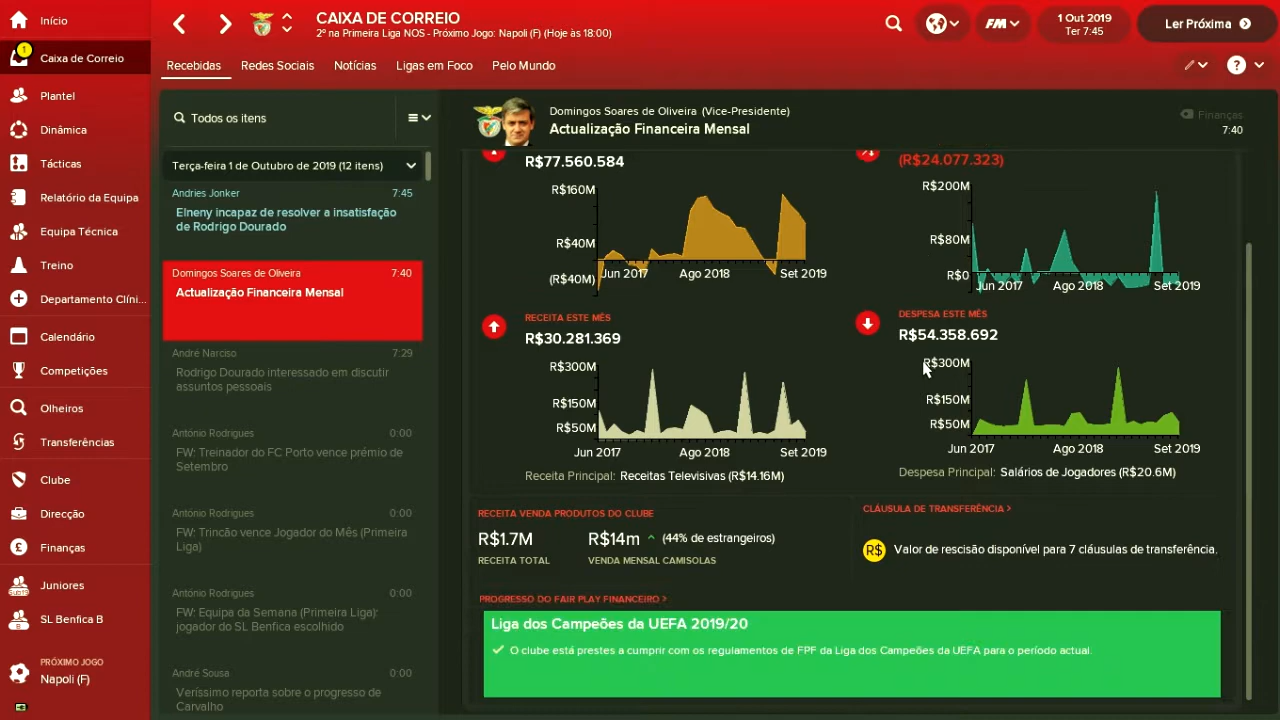 Início
Caixa de Correio
1
Plantel
Dinâmica
Tácticas
Relatório da Equipa
Equipa Técnica
Treino
Departamento Clíni...
Calendário
Competições
Olheiros
Transferências
Clube
Direcção
Finanças
Juniores
SL Benfica B
PRÓXIMO JOGO
Napoli (F)
CAIXA DE CORREIO
2º na Primeira Liga NOS - Próximo Jogo: Napoli (F) (Hoje às 18:00)
FM
1 Out 2019
Ter 7:45
Ler Próxima
Recebidas
Redes Sociais
Notícias
Ligas em Foco
Pelo Mundo
?
Todos os itens
Terça-feira 1 de Outubro de 2019 (12 itens)
Andries Jonker 7:45
Elneny incapaz de resolver a insatisfação
de Rodrigo Dourado
Domingos Soares de Oliveira 7:40
Actualização Financeira Mensal
André Narciso 7:29
Rodrigo Dourado interessado em discutir
assuntos pessoais
António Rodrigues 0:00
FW: Treinador do FC Porto vence prémio de
Setembro
António Rodrigues 0:00
FW: Trincão vence Jogador do Mês (Primeira
Liga)
António Rodrigues 0:00
FW: Equipa da Semana (Primeira Liga):
jogador do SL Benfica escolhido
André Sousa 0:00
Veríssimo reporta sobre o progresso de
Carvalho
Domingos Soares de Oliveira (Vice-Presidente)
Actualização Financeira Mensal
Finanças
7:40
R$77.560.584
R$160M
R$40M
(R$40M)
Jun 2017 Ago 2018 Set 2019
(R$24.077.323)
R$200M
R$80M
R$0
Jun 2017 Ago 2018 Set 2019
RECEITA ESTE MÊS
R$30.281.369
R$300M
R$150M
R$50M
Jun 2017 Ago 2018 Set 2019
Receita Principal: Receitas Televisivas (R$14.16M)
DESPESA ESTE MÊS
R$54.358.692
R$300M
R$150M
R$50M
Jun 2017 Ago 2018 Set 2019
Despesa Principal: Salários de Jogadores (R$20.6M)
RECEITA VENDA PRODUTOS DO CLUBE
R$1.7M
RECEITA TOTAL
R$14m (44% de estrangeiros)
VENDA MENSAL CAMISOLAS
CLÁUSULA DE TRANSFERÊNCIA >
R$ Valor de rescisão disponível para 7 cláusulas de transferência.
PROGRESSO DO FAIR PLAY FINANCEIRO >
Liga dos Campeões da UEFA 2019/20
O clube está prestes a cumprir com os regulamentos de FPF da Liga dos Campeões da UEFA para o período actual.